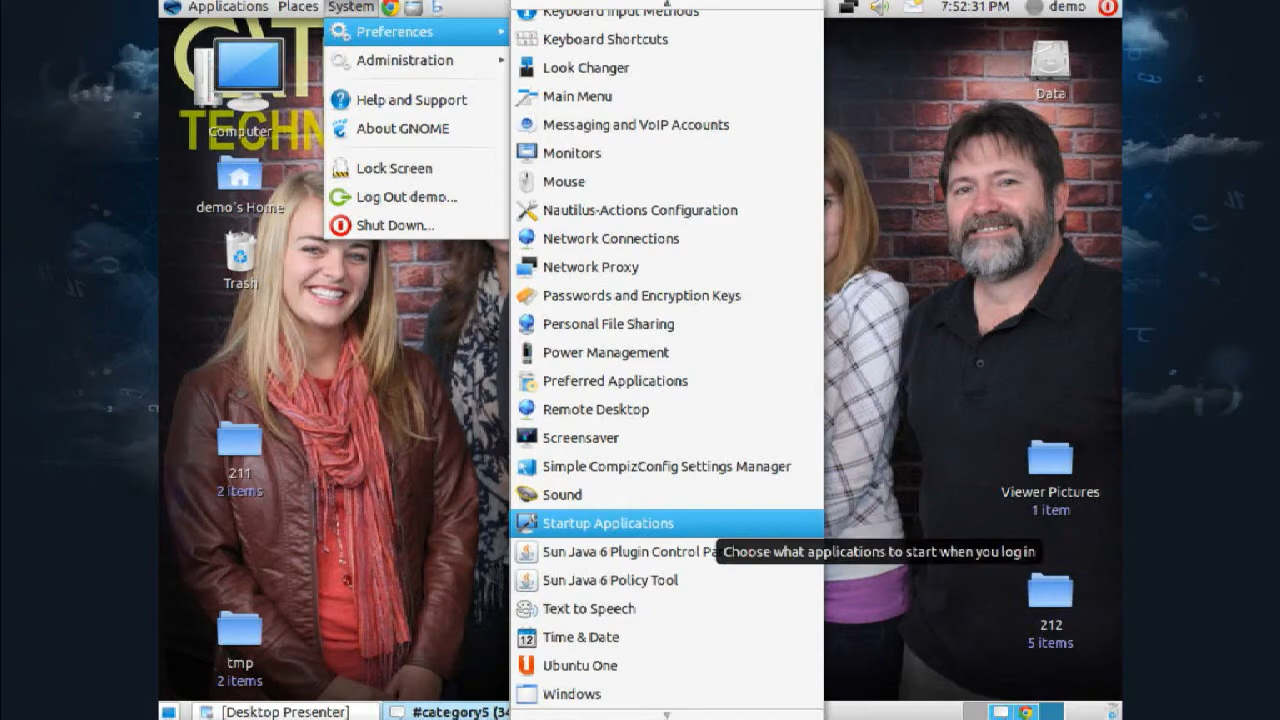 Applications Places System
7:52:31 PM demo
Preferences
Administration
Help and Support
About GNOME
Lock Screen
Log Out demo...
Shut Down...
Keyboard Input Methods
Keyboard Shortcuts
Look Changer
Main Menu
Messaging and VoIP Accounts
Monitors
Mouse
Nautilus-Actions Configuration
Network Connections
Network Proxy
Passwords and Encryption Keys
Personal File Sharing
Power Management
Preferred Applications
Remote Desktop
Screensaver
Simple CompizConfig Settings Manager
Sound
Startup Applications
Sun Java 6 Plugin Control Pa
Choose what applications to start when you log in
Sun Java 6 Policy Tool
Text to Speech
Time & Date
Ubuntu One
Windows
CAT
TECHN
Computer
demo's Home
Trash
211
2 items
tmp
2 items
Data
Viewer Pictures
1 item
212
5 items
[Desktop Presenter]
#category5 (34